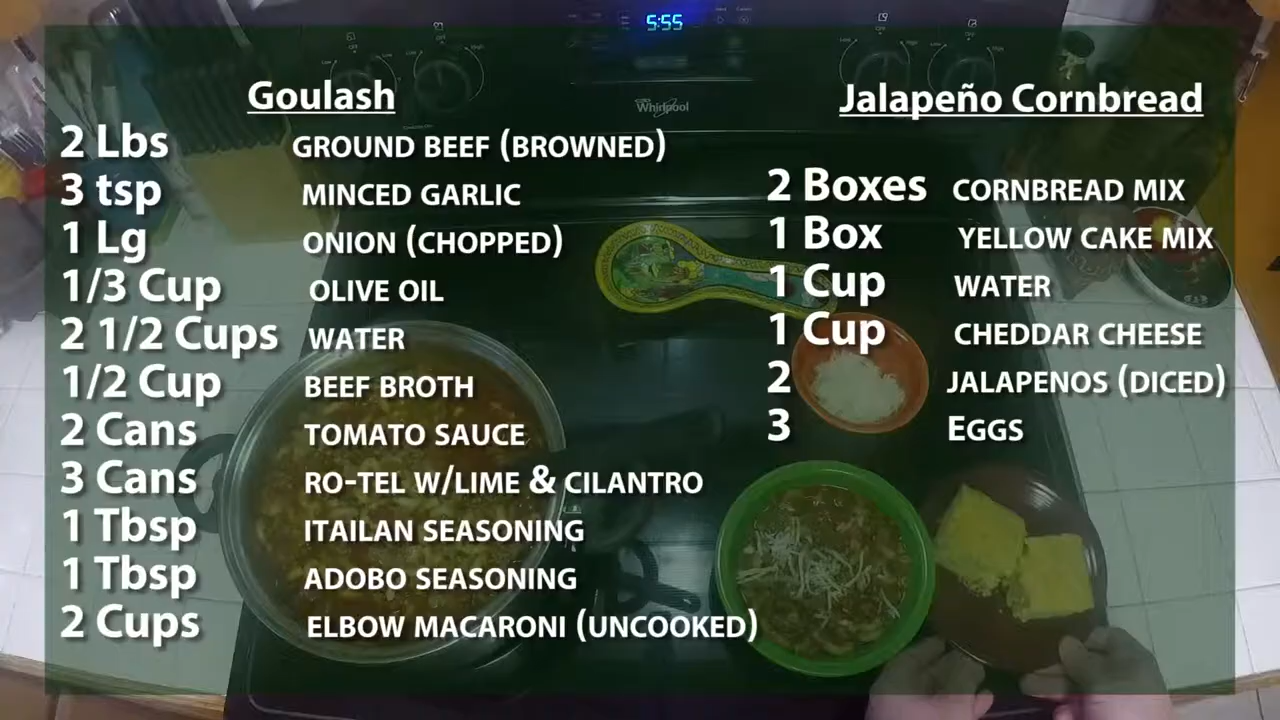 5:55
Whirlpool
Goulash
2 Lbs GROUND BEEF (BROWNED)
3 tsp MINCED GARLIC
1 Lg ONION (CHOPPED)
1/3 Cup OLIVE OIL
2 1/2 Cups WATER
1/2 Cup BEEF BROTH
2 Cans TOMATO SAUCE
3 Cans RO-TEL W/LIME & CILANTRO
1 Tbsp ITAILAN SEASONING
1 Tbsp ADOBO SEASONING
2 Cups ELBOW MACARONI (UNCOOKED)
Jalapeño Cornbread
2 Boxes CORNBREAD MIX
1 Box YELLOW CAKE MIX
1 Cup WATER
1 Cup CHEDDAR CHEESE
2 JALAPENOS (DICED)
3 EGGS